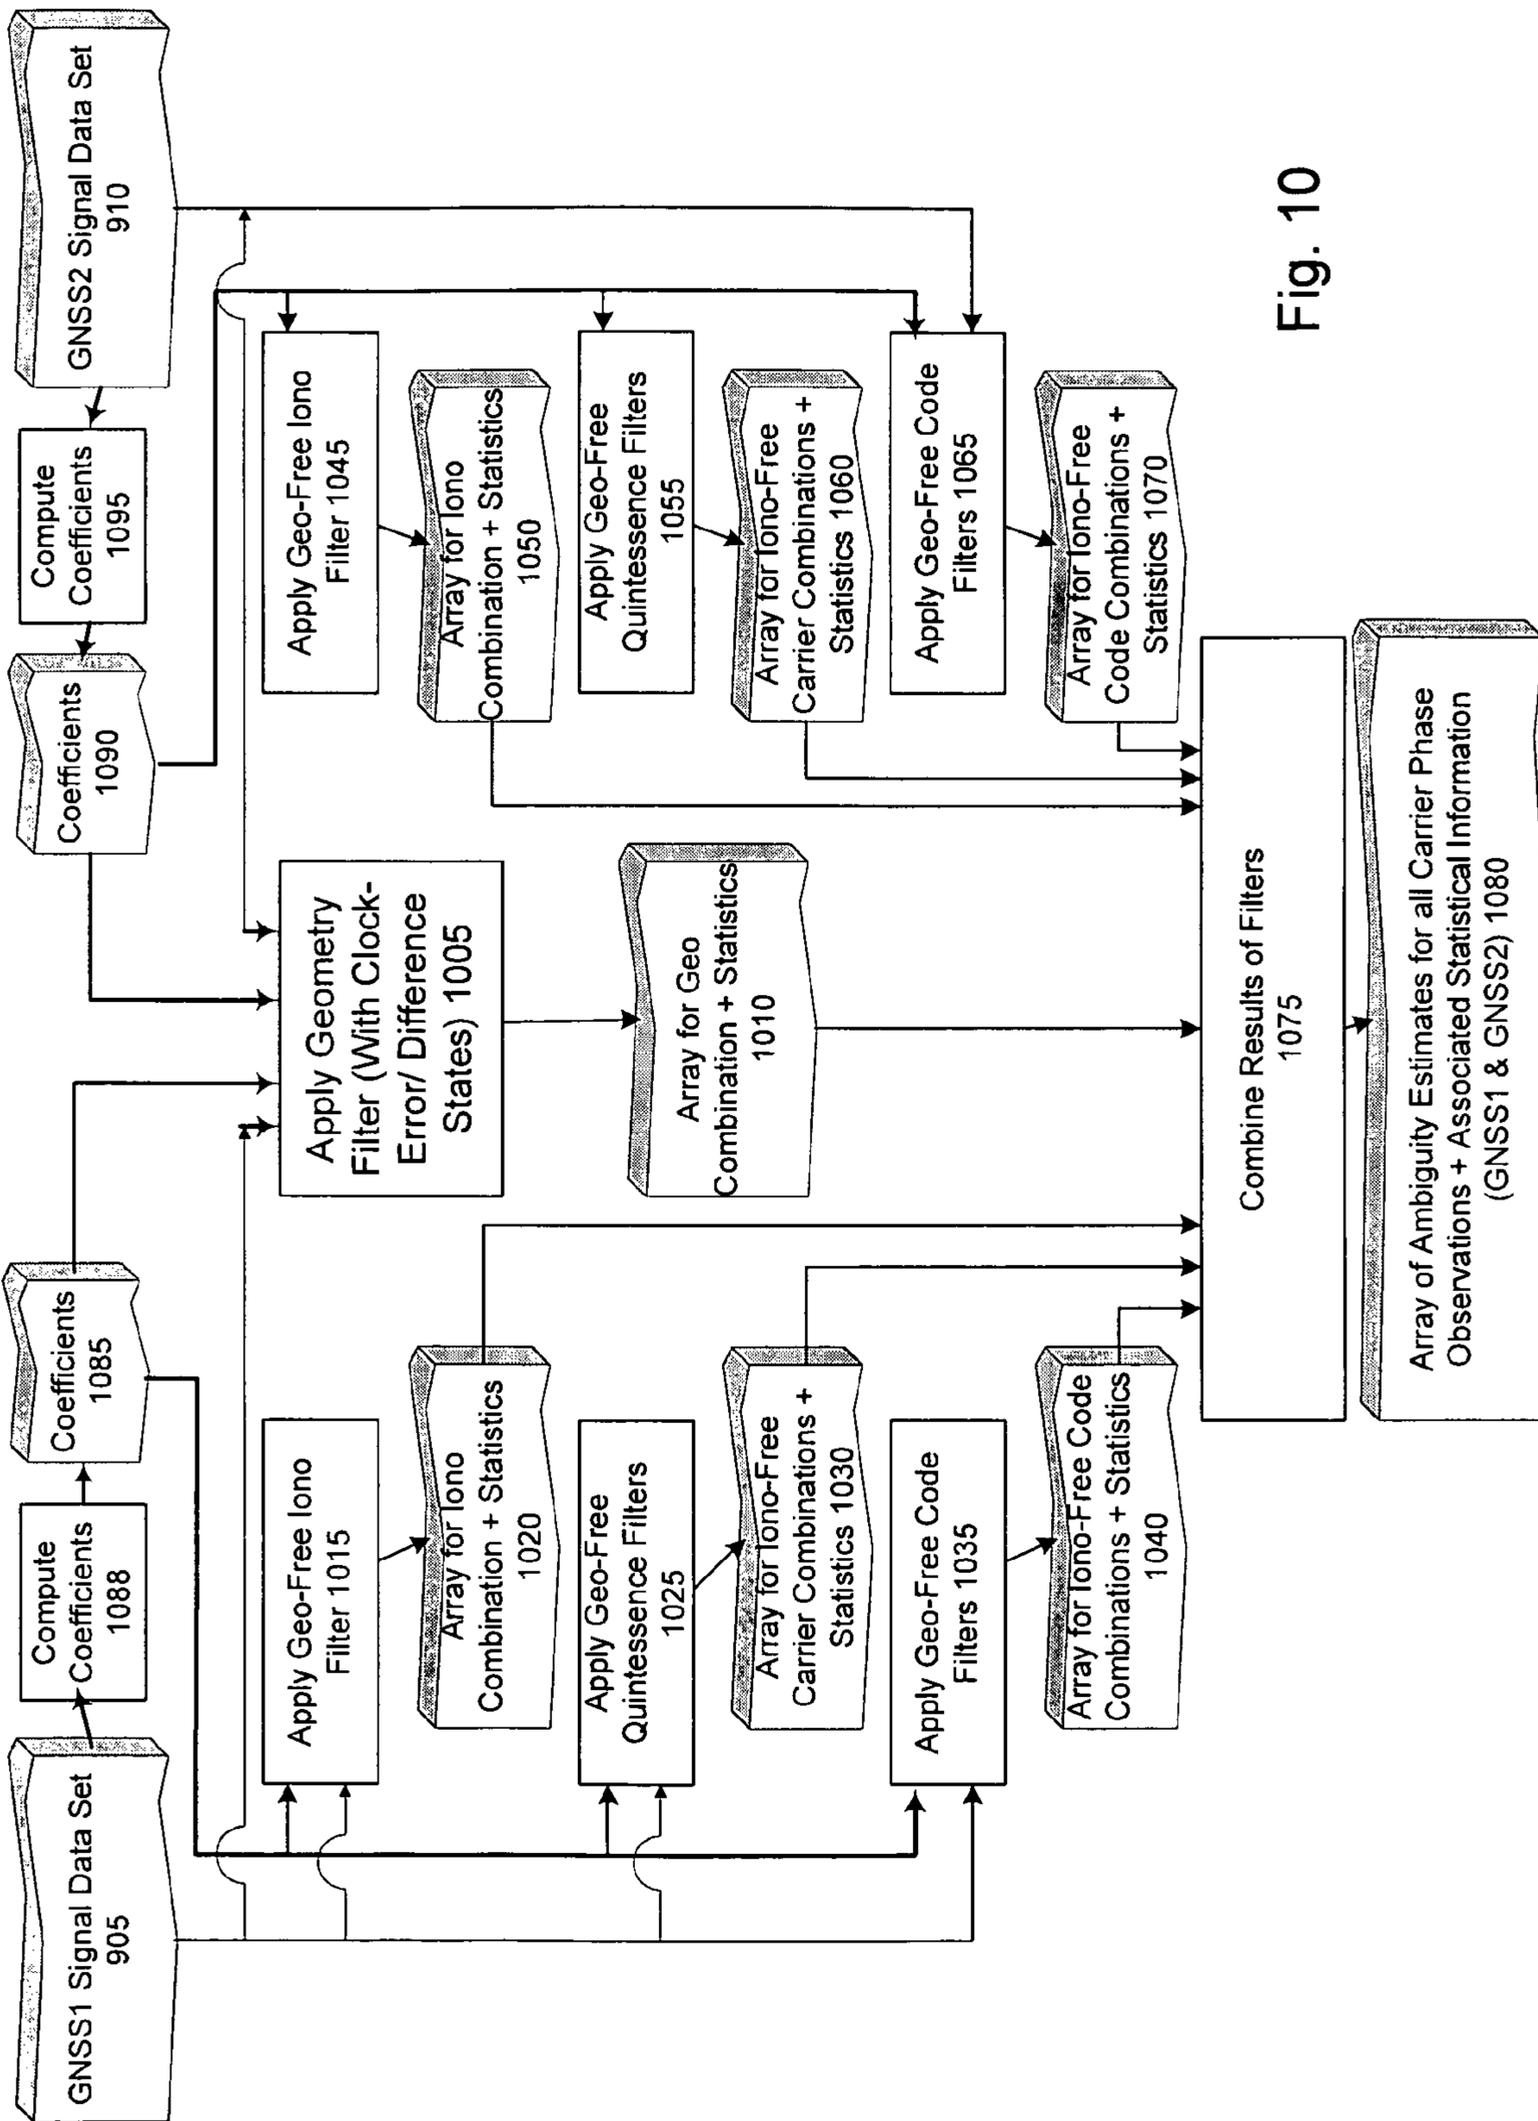 GNSS1 Signal Data Set
905
Compute
Coefficients
1088
Coefficients
1085
Coefficients
1090
Compute
Coefficients
1095
GNSS2 Signal Data Set
910
Apply Geo-Free Iono
Filter 1015
Array for Iono
Combination + Statistics
1020
Apply Geo-Free
Quintessence Filters
1025
Array for Iono-Free
Carrier Combinations +
Statistics 1030
Apply Geo-Free Code
Filters 1035
Array for Iono-Free Code
Combinations + Statistics
1040
Apply Geometry
Filter (With Clock-
Error/ Difference
States) 1005
Array for Geo
Combination + Statistics
1010
Apply Geo-Free Iono
Filter 1045
Array for Iono
Combination + Statistics
1050
Apply Geo-Free
Quintessence Filters
1055
Array for Iono-Free
Carrier Combinations +
Statistics 1060
Apply Geo-Free Code
Filters 1065
Array for Iono-Free
Code Combinations +
Statistics 1070
Combine Results of Filters
1075
Array of Ambiguity Estimates for all Carrier Phase
Observations + Associated Statistical Information
(GNSS1 & GNSS2) 1080
Fig. 10